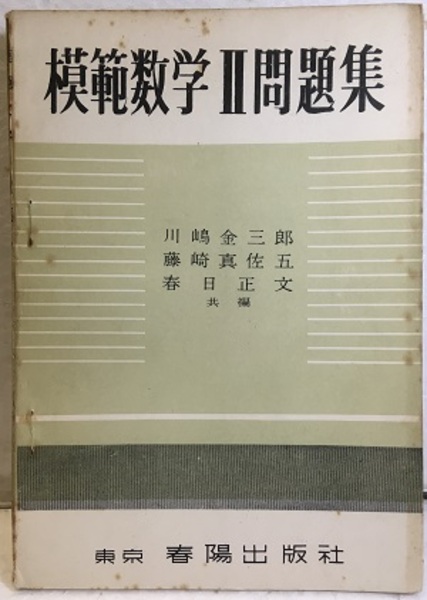 模範数学Ⅱ問題集
川嶋金三郎
藤崎真佐五
春日正文
共編
東京 春陽出版社